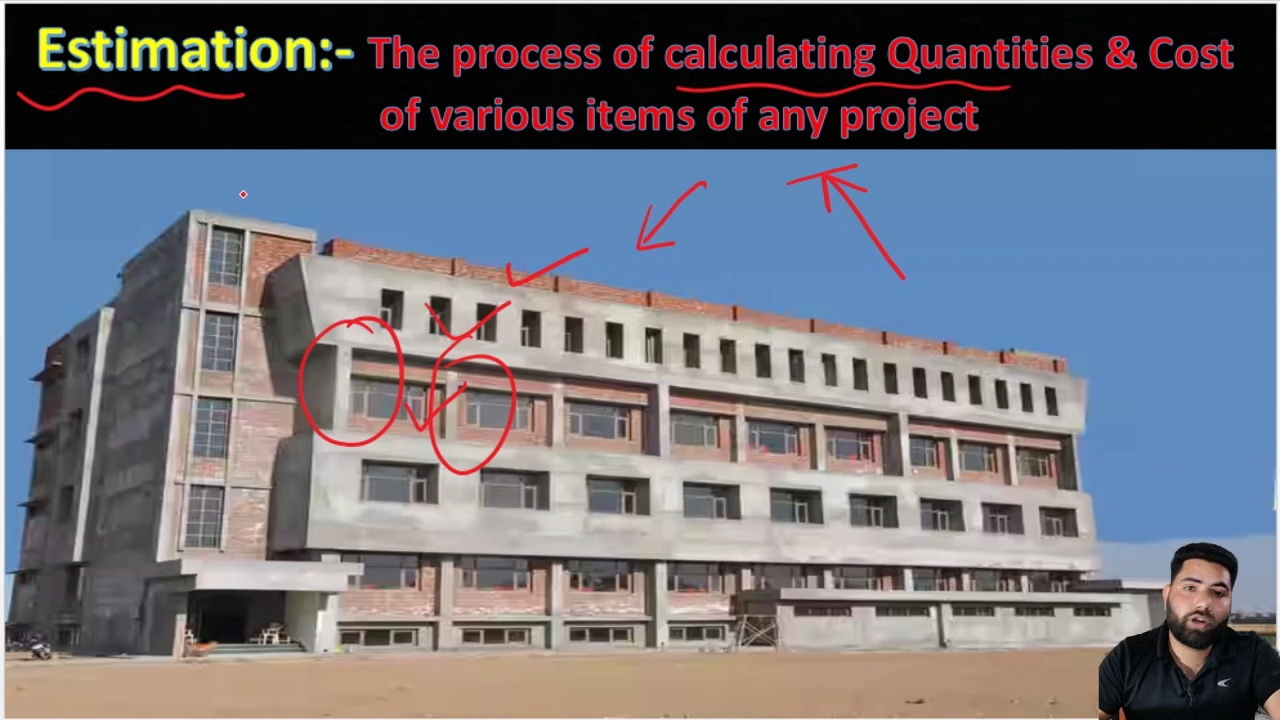 Estimation:- The process of calculating Quantities & Cost
of various items of any project